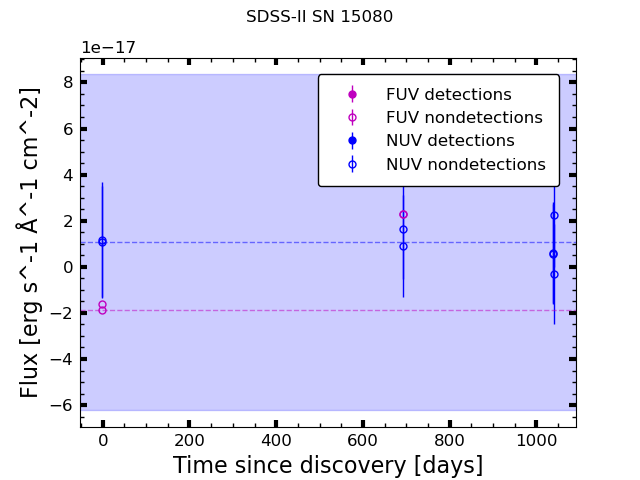 SDSS-II SN 15080
1e−17
FUV detections
FUV nondetections
NUV detections
NUV nondetections
8
6
4
2
0
−2
−4
−6
Flux [erg s^-1 Å^-1 cm^-2]
0 200 400 600 800 1000
Time since discovery [days]